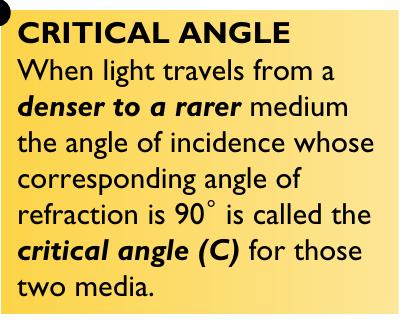 CRITICAL ANGLE
When light travels from a
denser to a rarer medium
the angle of incidence whose
corresponding angle of
refraction is 90˚ is called the
critical angle (C) for those
two media.